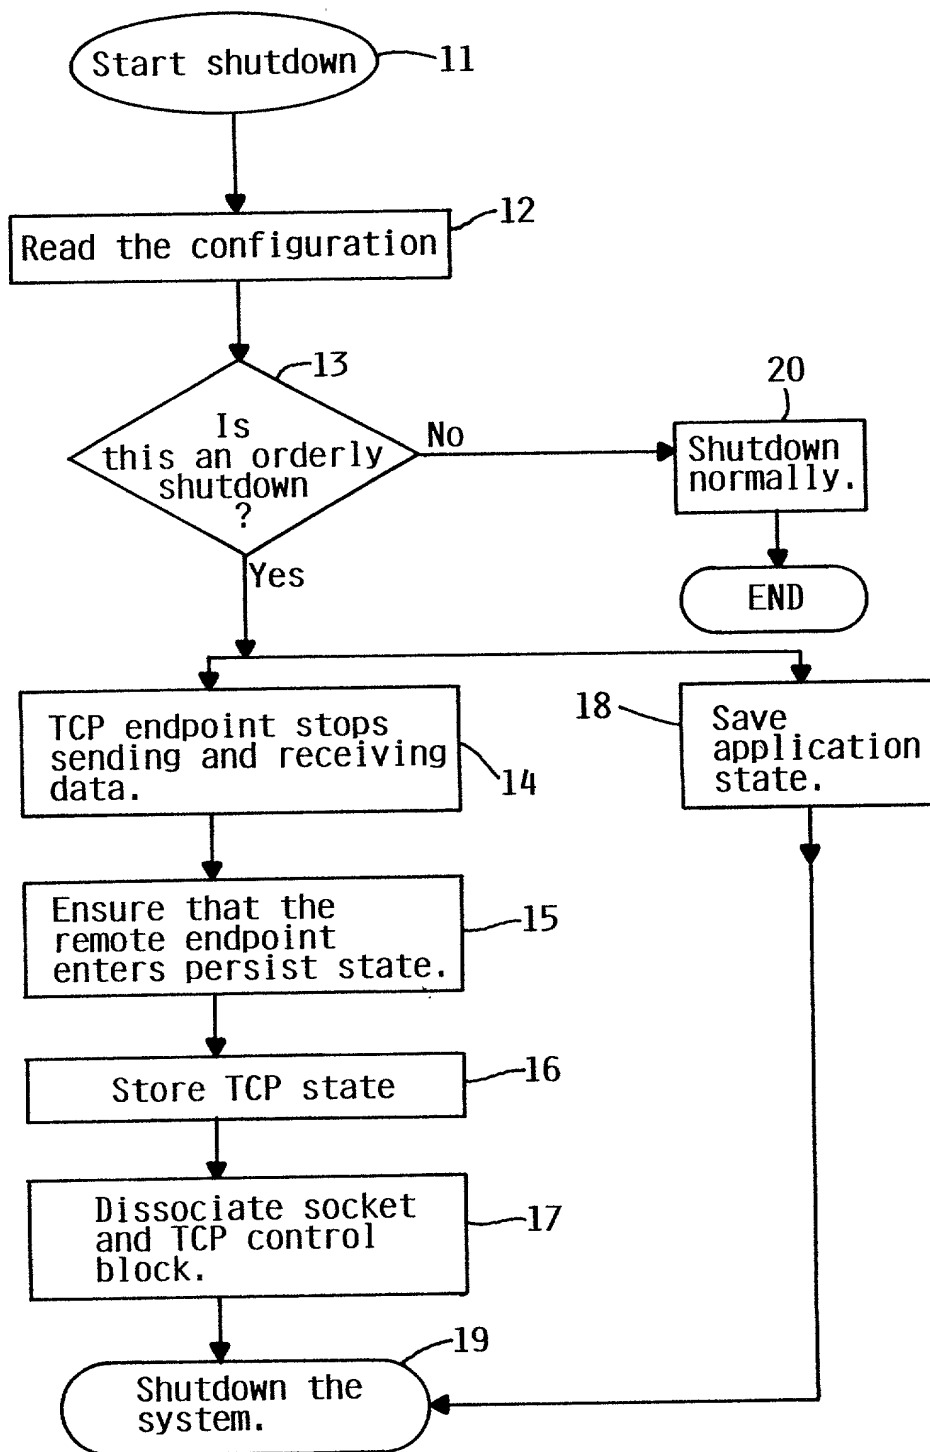 Start shutdown
11
Read the configuration
12
13
Is
this an orderly
shutdown
?
No
Yes
20
Shutdown
normally.
END
TCP endpoint stops
sending and receiving
data.
14
18
Save
application
state.
Ensure that the
remote endpoint
enters persist state.
15
Store TCP state
16
Dissociate socket
and TCP control
block.
17
19
Shutdown the
system.